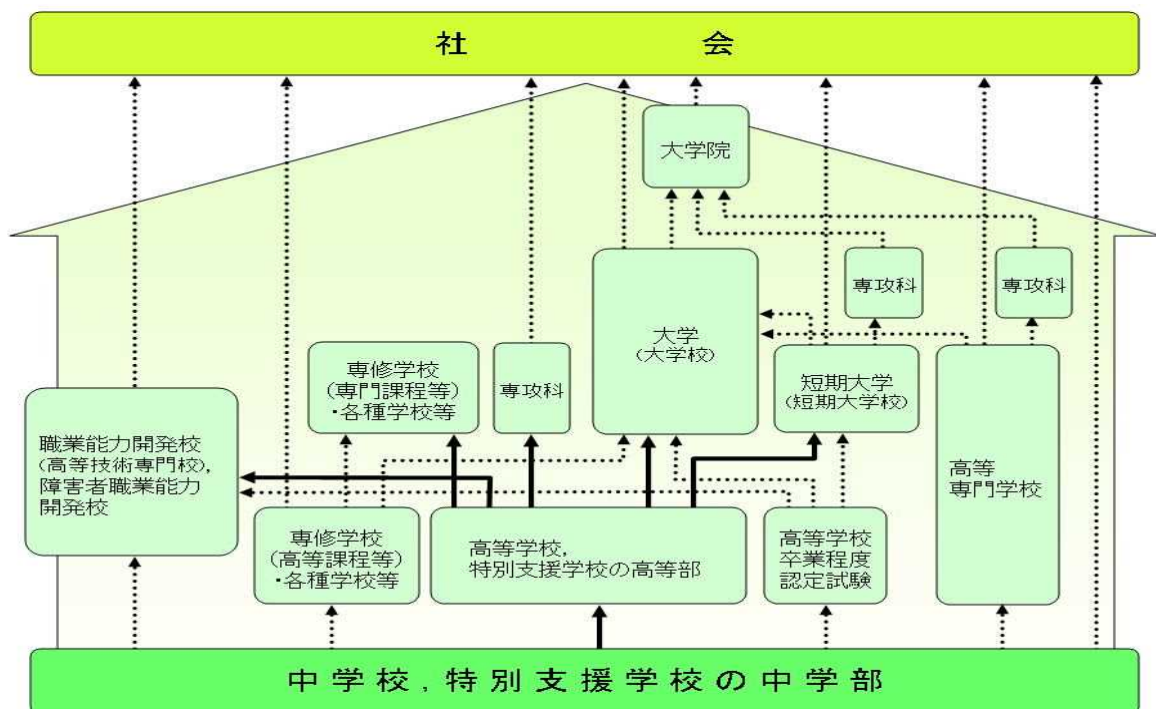 社会
大学院
専攻科
専攻科
大学
(大学校)
専修学校
(専門課程等)
・各種学校等
専攻科
短期大学
(短期大学校)
職業能力開発校
(高等技術専門校),
障害者職業能力
開発校
高等
専門学校
専修学校
(高等課程等)
・各種学校等
高等学校,
特別支援学校の高等部
高等学校
卒業程度
認定試験
中学校,特別支援学校の中学部